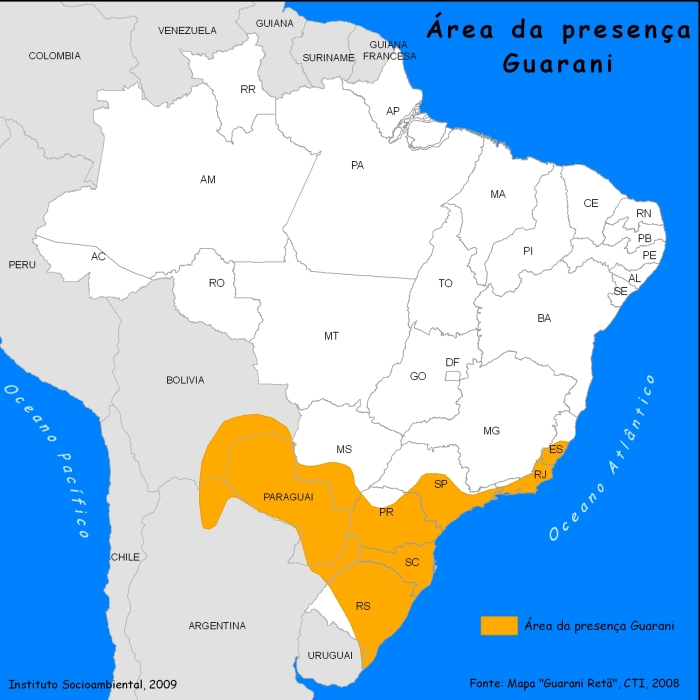 Área da presença
Guarani
COLOMBIA
VENEZUELA
GUIANA
SURINAME
GUIANA
FRANCESA
RR
AP
AM
PA
MA
CE
RN
PB
PE
AL
SE
PI
PERU
AC
RO
TO
BA
MT
DF
GO
BOLIVIA
MG
MS
ES
RJ
SP
PARAGUAI
PR
SC
RS
CHILE
ARGENTINA
URUGUAI
Oceano Pacífico
Oceano Atlântico
Área da presença Guarani
Instituto Socioambiental, 2009
Fonte: Mapa "Guarani Retã", CTI, 2008